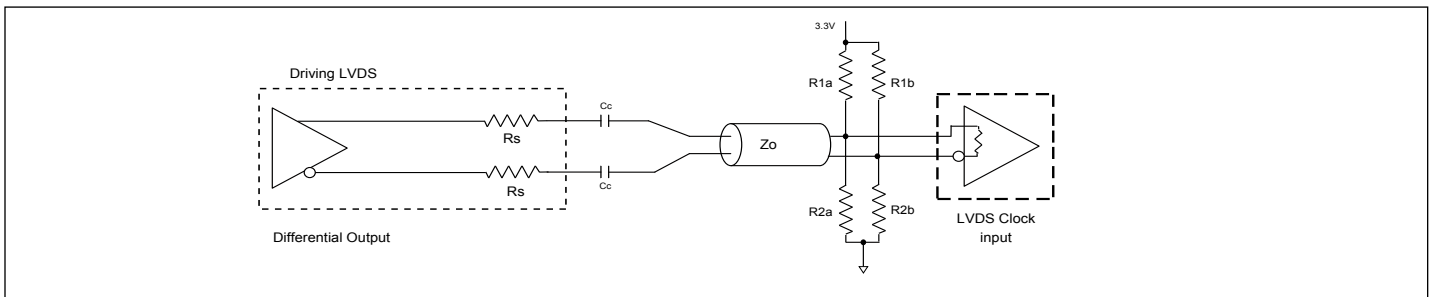 3.3V
Driving LVDS
R1a
R1b
Cc
Rs
Zo
Cc
Rs
R2a
R2b
LVDS Clock
input
Differential Output